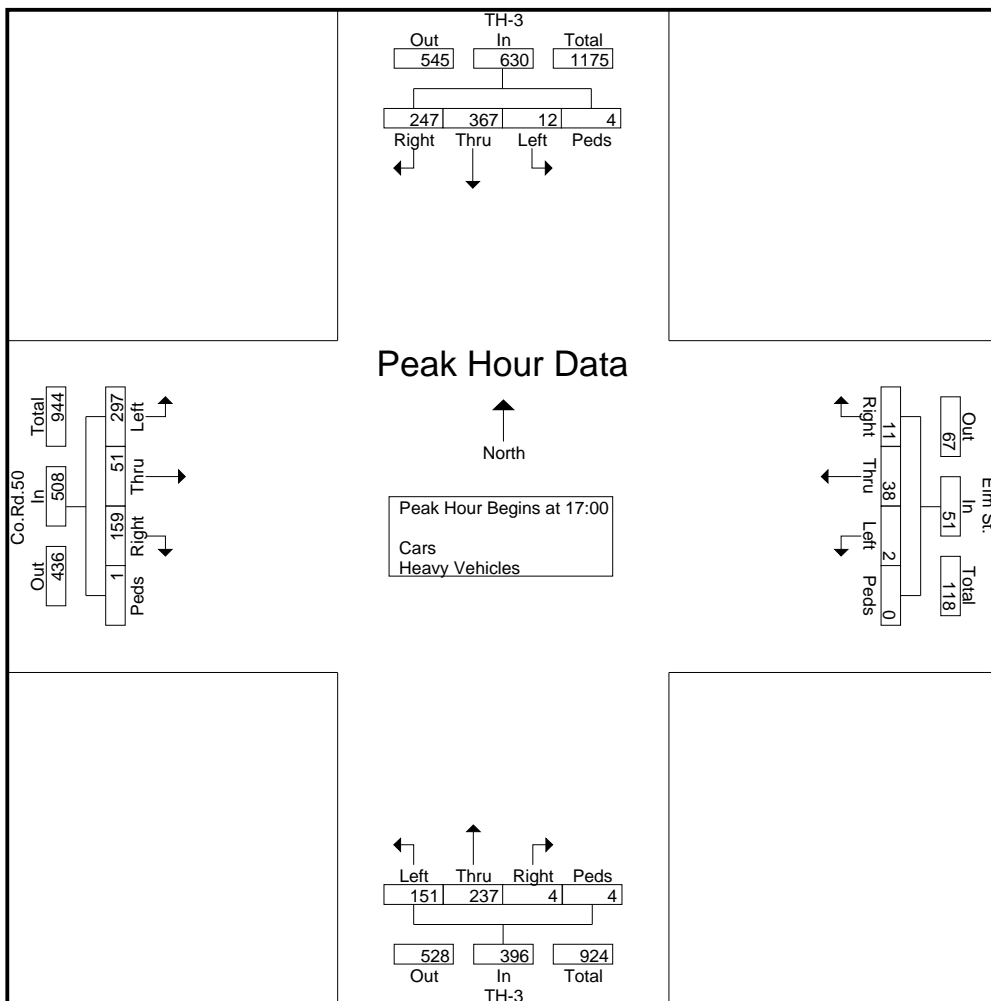 TH-3
Out In Total
545 630 1175
247 367 12 4
Right Thru Left Peds
Peak Hour Data
North
Peak Hour Begins at 17:00
Cars
Heavy Vehicles
Co.Rd.50
Total In Out
944 508 436
297 51 159 1
Left Thru Right Peds
Elm St.
Out In Total
67 51 118
11 38 2 0
Right Thru Left Peds
Left Thru Right Peds
151 237 4 4
528 396 924
Out In Total
TH-3